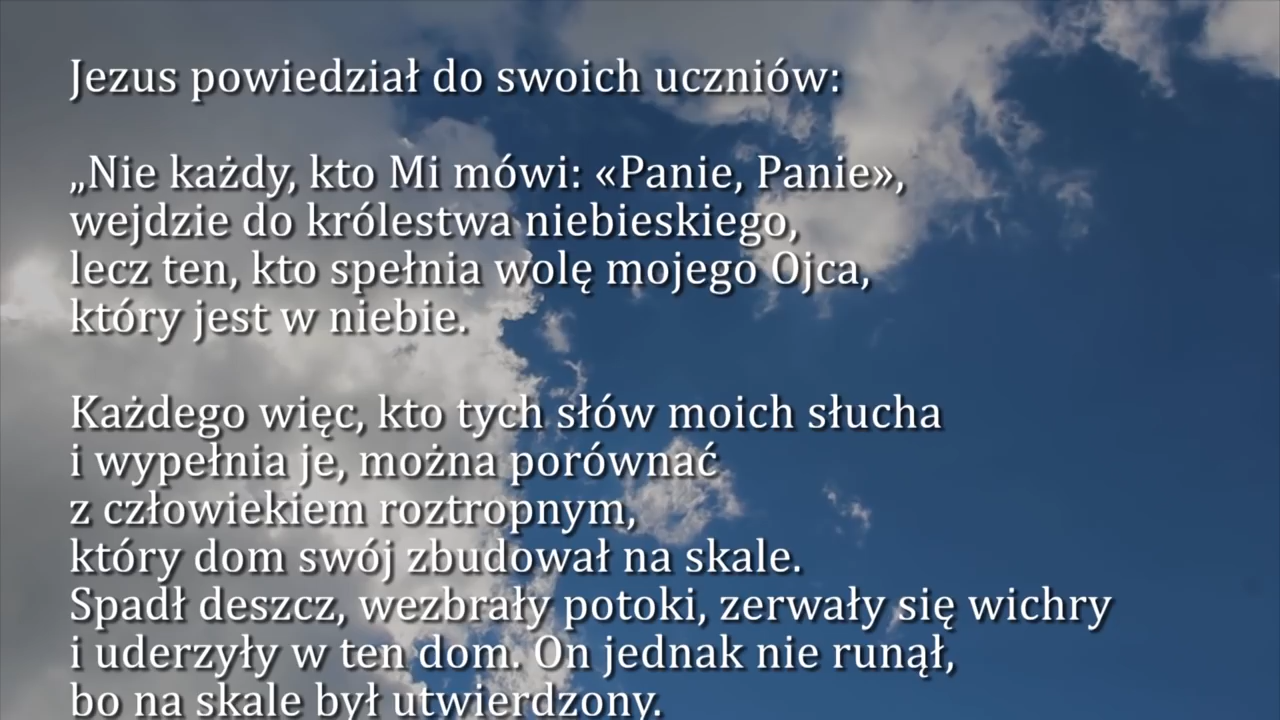 Jezus powiedział do swoich uczniów:
„Nie każdy, kto Mi mówi: «Panie, Panie»,
wejdzie do królestwa niebieskiego,
lecz ten, kto spełnia wolę mojego Ojca,
który jest w niebie.
Każdego więc, kto tych słów moich słucha
i wypełnia je, można porównać
z człowiekiem roztropnym,
który dom swój zbudował na skale.
Spadł deszcz, wezbrały potoki, zerwały się wichry
i uderzyły w ten dom. On jednak nie runął,
bo na skale był utwierdzony.